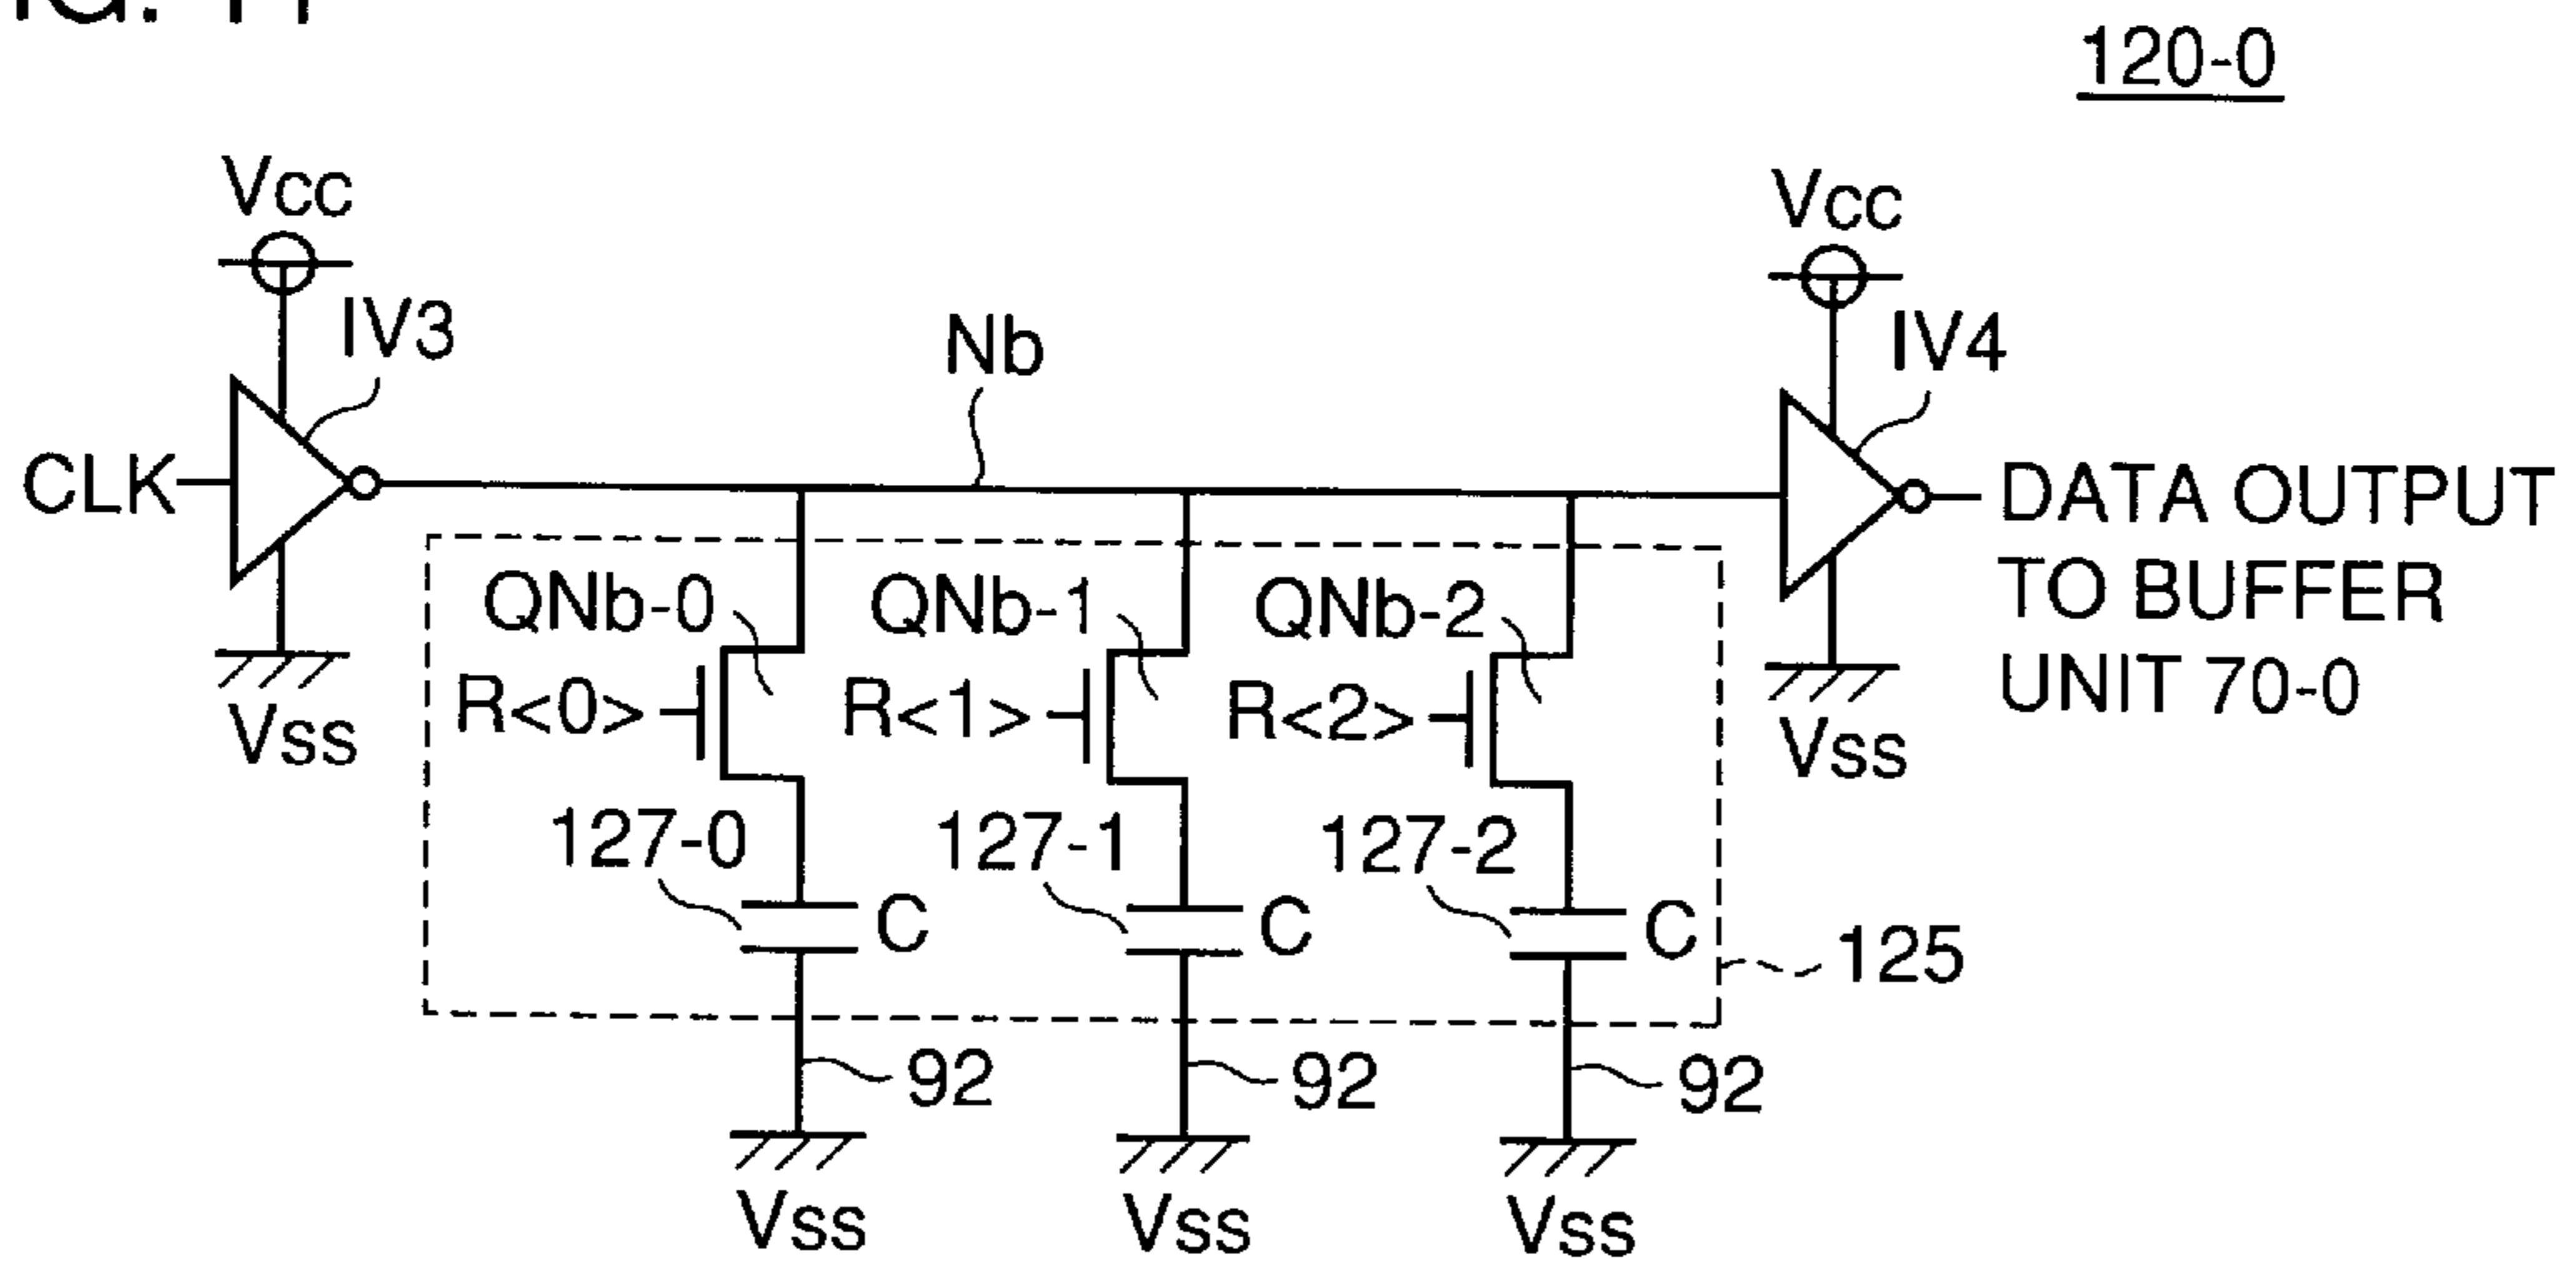 FIG. 11
120-0
Vcc
Vcc
IV3
IV4
Nb
CLK
DATA OUTPUT
TO BUFFER
UNIT 70-0
QNb-0
QNb-1
QNb-2
R<0>
R<1>
R<2>
Vss
Vss
127-0
127-1
127-2
C
C
C
125
92
92
92
Vss
Vss
Vss